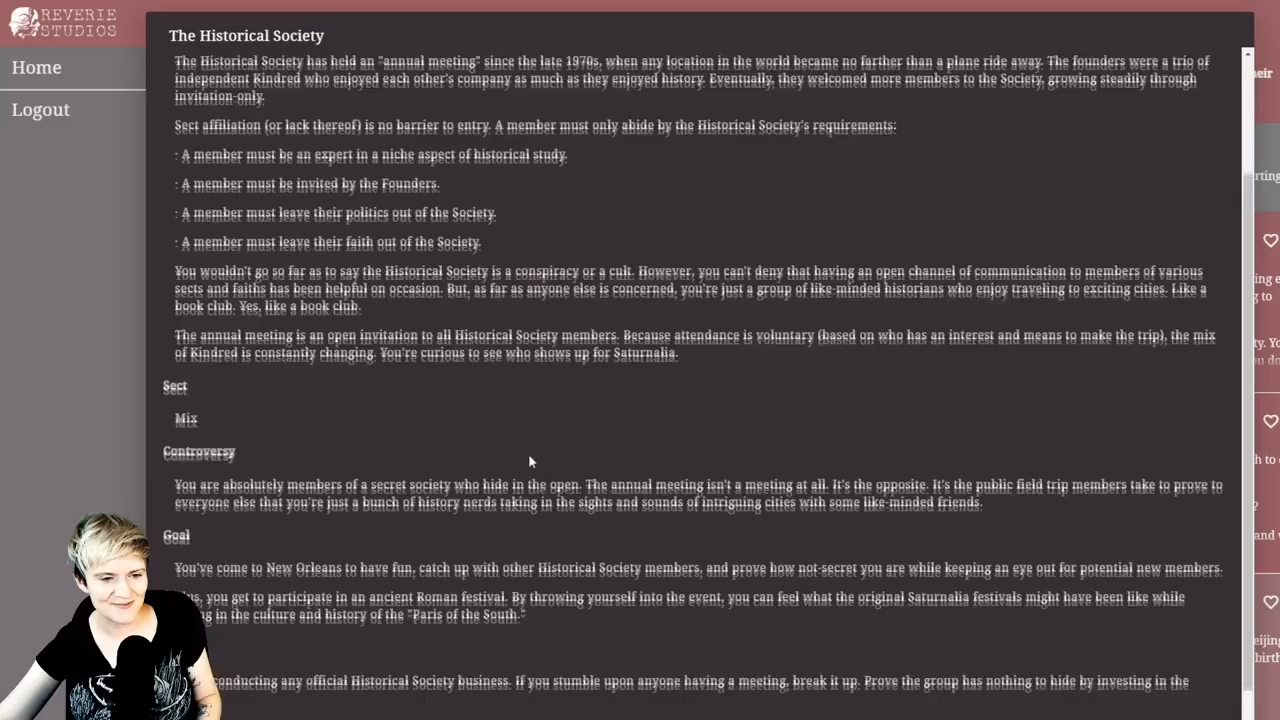 REVERIE
STUDIOS
Home
Logout
The Historical Society
The Historical Society has held an "annual meeting" since the late 1970s, when any location in the world became no farther than a plane ride away. The founders were a trio of
independent Kindred who enjoyed each other's company as much as they enjoyed history. Eventually, they welcomed more members to the Society, growing steadily through
invitation-only.
Sect affiliation (or lack thereof) is no barrier to entry. A member must only abide by the Historical Society's requirements:
: A member must be an expert in a niche aspect of historical study.
: A member must be invited by the Founders.
: A member must leave their politics out of the Society.
: A member must leave their faith out of the Society.
You wouldn't go so far as to say the Historical Society is a conspiracy or a cult. However, you can't deny that having an open channel of communication to members of various
sects and faiths has been helpful on occasion. But, as far as anyone else is concerned, you're just a group of like-minded historians who enjoy traveling to exciting cities. Like a
book club. Yes, like a book club.
The annual meeting is an open invitation to all Historical Society members. Because attendance is voluntary (based on who has an interest and means to make the trip), the mix
of Kindred is constantly changing. You're curious to see who shows up for Saturnalia.
Sect
Mix
Controversy
You are absolutely members of a secret society who hide in the open. The annual meeting isn't a meeting at all. It's the opposite. It's the public field trip members take to prove to
everyone else that you're just a bunch of history nerds taking in the sights and sounds of intriguing cities with some like-minded friends.
Goal
You've come to New Orleans to have fun, catch up with other Historical Society members, and prove how not-secret you are while keeping an eye out for potential new members.
you get to participate in an ancient Roman festival. By throwing yourself into the event, you can feel what the original Saturnalia festivals might have been like while
in the culture and history of the "Paris of the South."
conducting any official Historical Society business. If you stumble upon anyone having a meeting, break it up. Prove the group has nothing to hide by investing in the